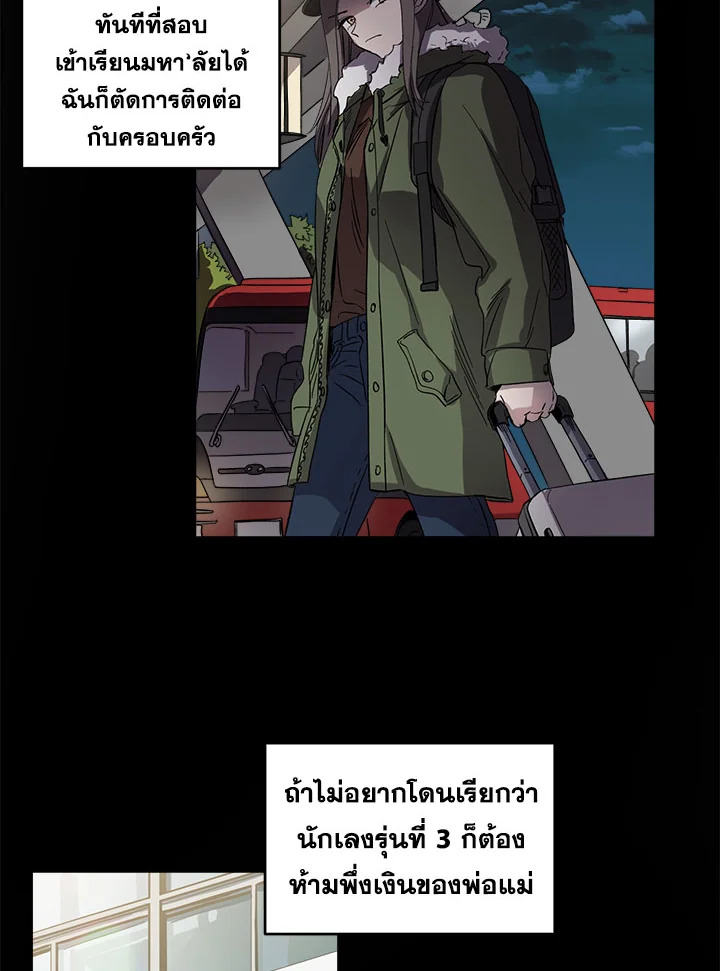 ทันทีที่สอบ
เข้าเรียนมหา'ลัยได้
ฉันก็ตัดการติดต่อ
กับครอบครัว
ถ้าไม่อยากโดนเรียกว่า
นักเลงรุ่นที่ 3 ก็ต้อง
ห้ามพึ่งเงินของพ่อแม่